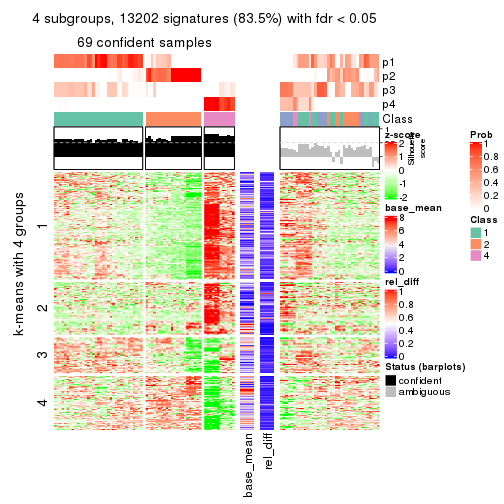 4 subgroups, 13202 signatures (83.5%) with fdr < 0.05
69 confident samples
p1
p2
p3
p4
Class
1
Silhouette
score
k-means with 4 groups
1
2
3
4
base_mean
rel_diff
z-score
2
1
0
-1
-2
base_mean
8
6
4
2
0
rel_diff
1
0.8
0.6
0.4
0.2
0
Status (barplots)
confident
ambiguous
Prob
1
0.8
0.6
0.4
0.2
0
Class
1
2
4